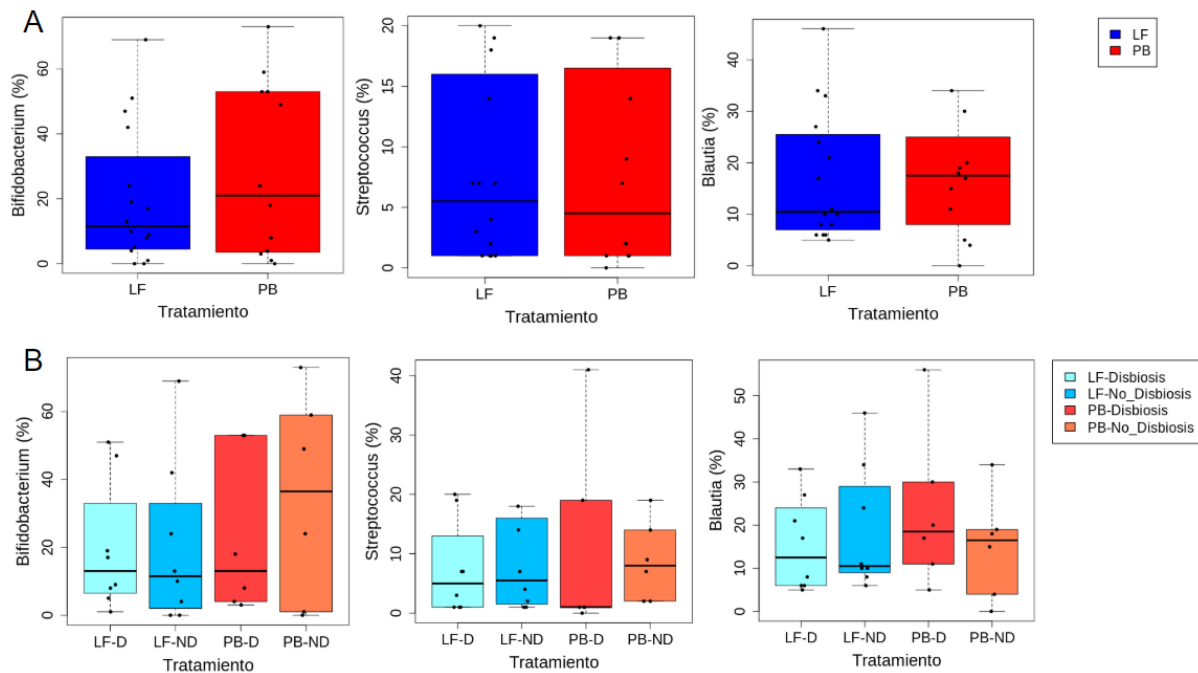 A
Bifidobacterium (%)
0 20 40 60
LF PB
Tratamiento
Streptococcus (%)
0 5 10 15 20
LF PB
Tratamiento
Blautia (%)
0 10 20 30 40
LF PB
Tratamiento
LF
PB
B
Bifidobacterium (%)
0 20 40 60
LF-D LF-ND PB-D PB-ND
Tratamiento
Streptococcus (%)
0 10 20 30 40
LF-D LF-ND PB-D PB-ND
Tratamiento
Blautia (%)
0 10 20 30 40 50
LF-D LF-ND PB-D PB-ND
Tratamiento
LF-Disbiosis
LF-No_Disbiosis
PB-Disbiosis
PB-No_Disbiosis